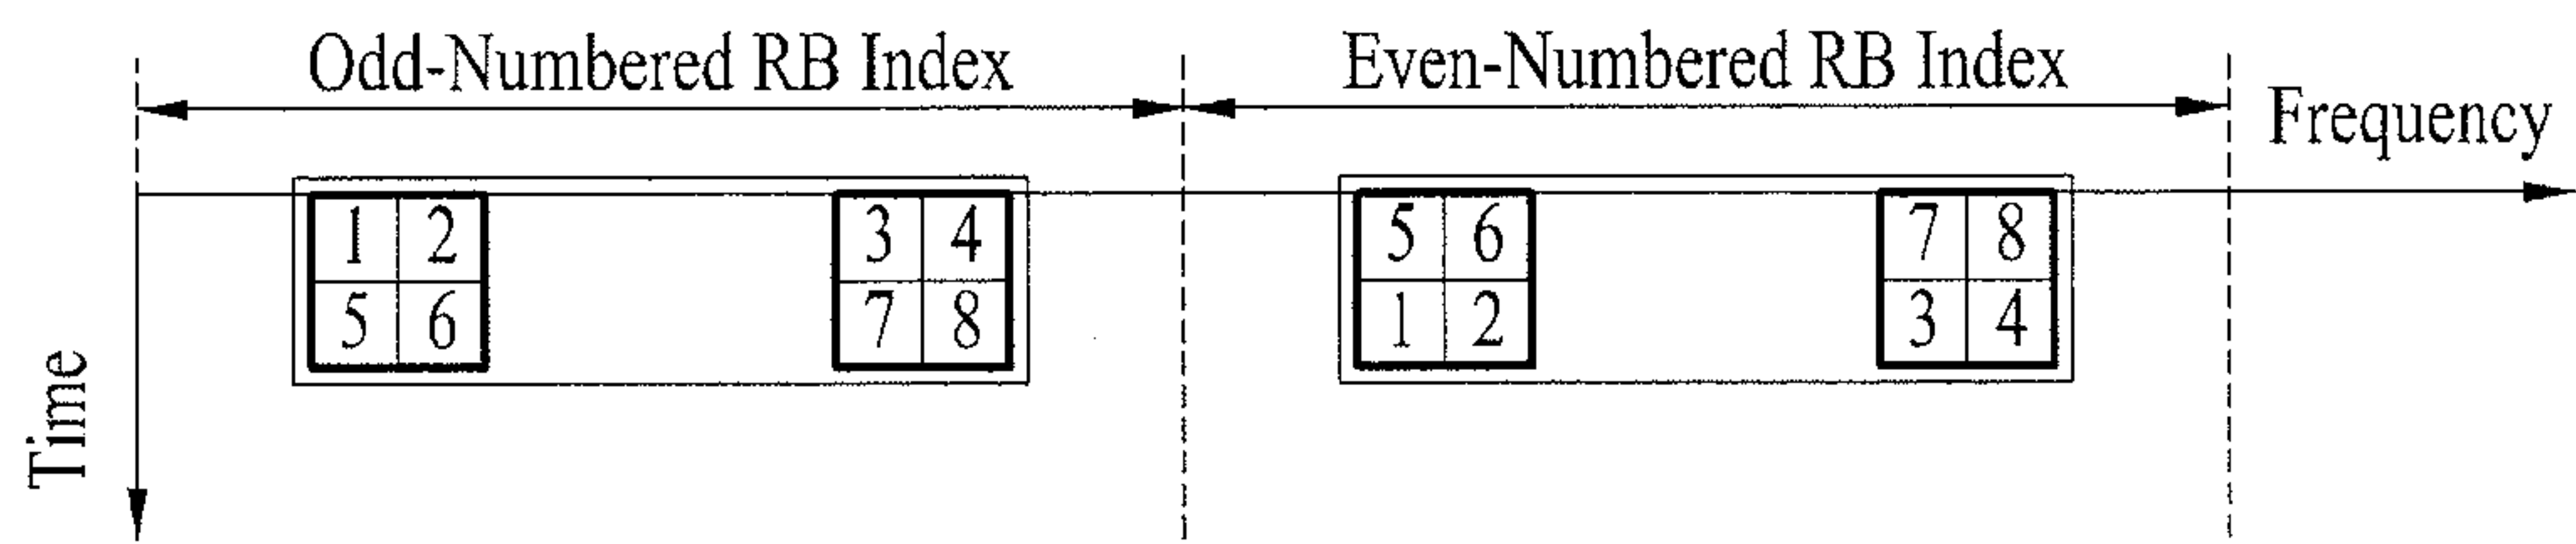 Odd-Numbered RB Index
Even-Numbered RB Index
Frequency
1 2 3 4 5 6 7 8
5 6 7 8 1 2 3 4
Time